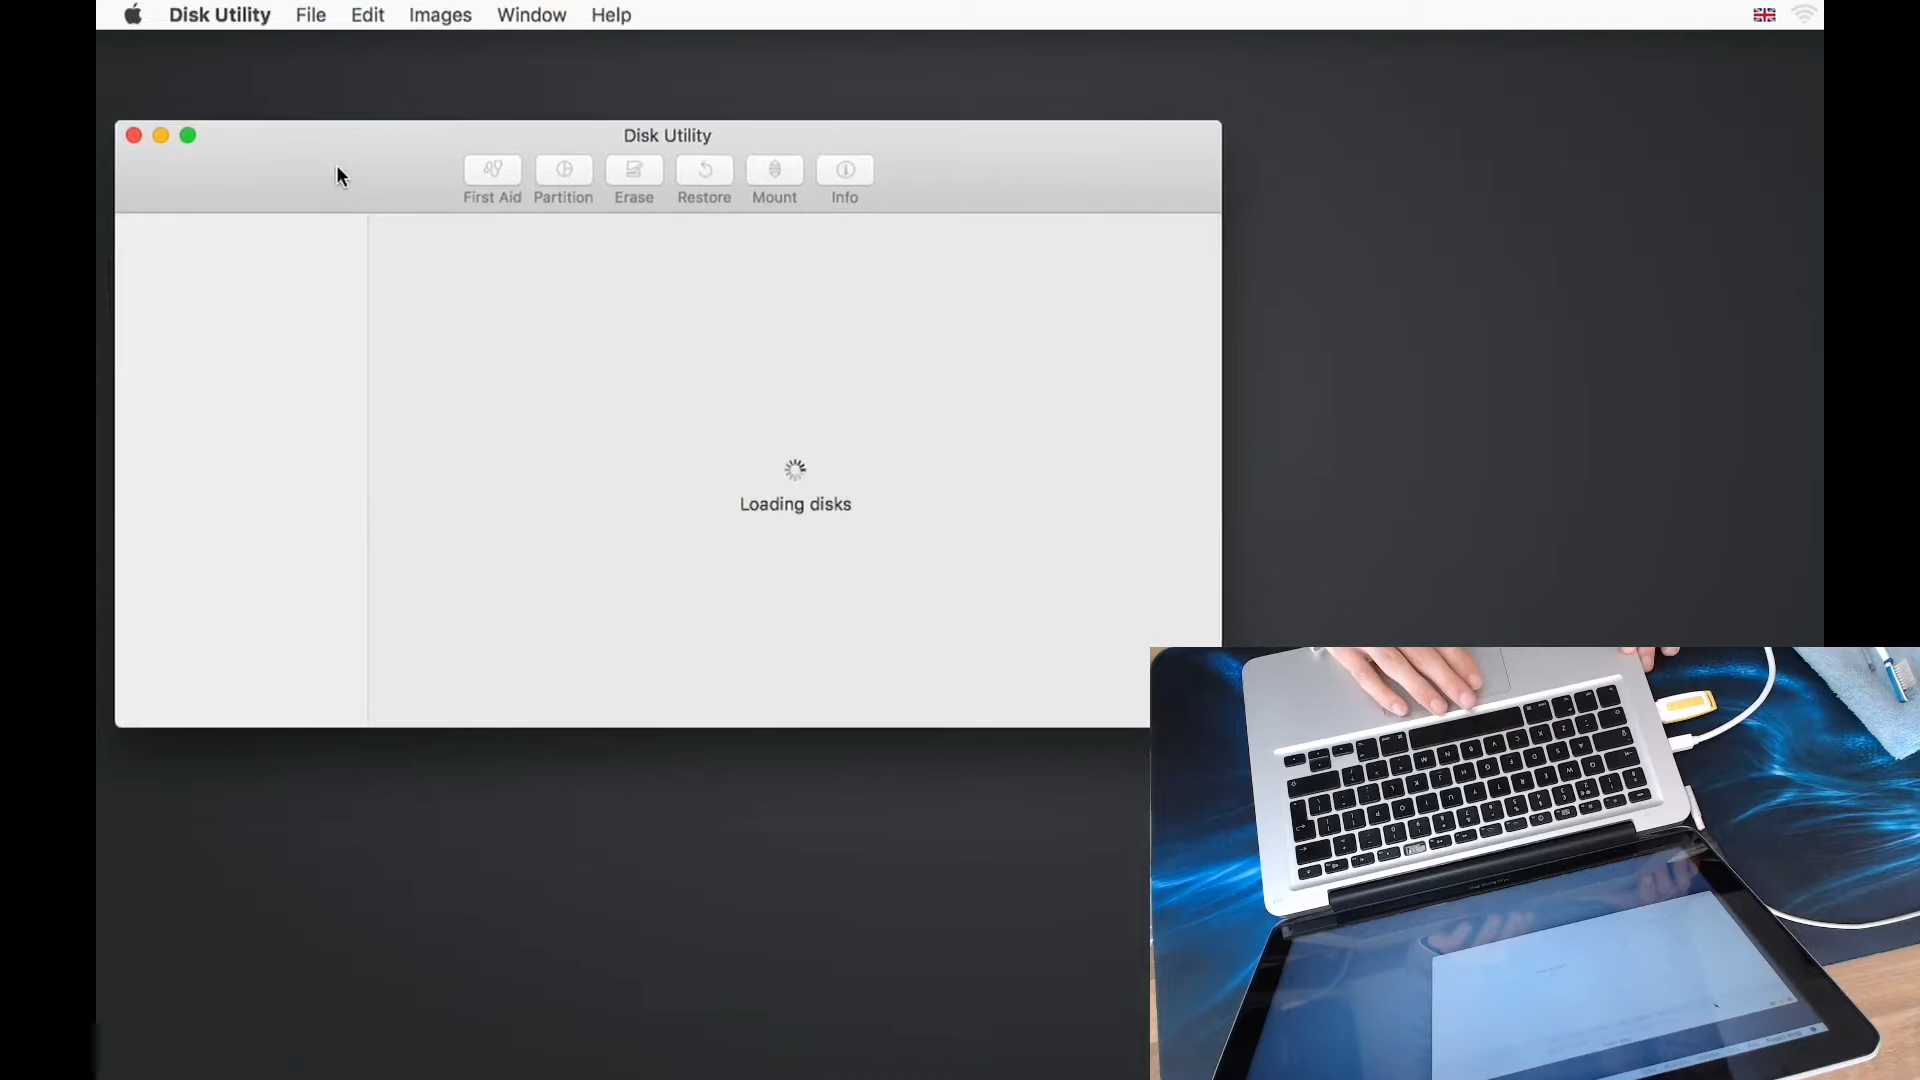 Disk Utility File Edit Images Window Help
Disk Utility
First Aid Partition Erase Restore Mount Info
Loading disks